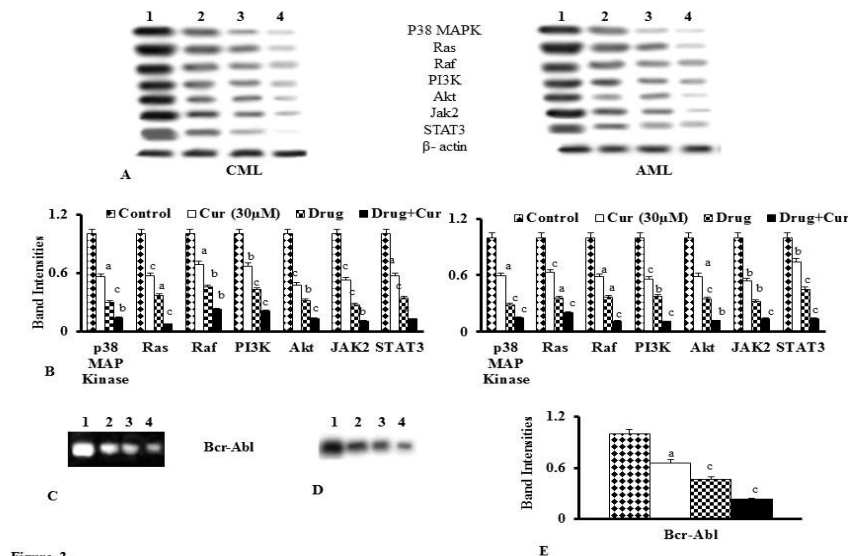 1 2 3 4
1 2 3 4
P38 MAPK
Ras
Raf
PI3K
Akt
Jak2
STAT3
β- actin
A
CML
AML
1.2
0.6
0
Band Intensities
Control Cur (30µM) Drug Drug+Cur
a c b
c a c
a b b
b c c
c b c
c c b
c c c
p38 MAP Kinase
Ras
Raf
PI3K
Akt
JAK2
STAT3
B
1.2
0.6
0
Control Cur (30µM) Drug Drug+Cur
a c c
c a c
c a c
c b c
c a b
b b c
b c c
p38 MAP Kinase
Ras
Raf
PI3K
Akt
JAK2
STAT3
1 2 3 4
C
Bcr-Abl
1 2 3 4
D
1.2
0.6
0
Band Intensities
a
c
c
Bcr-Abl
E